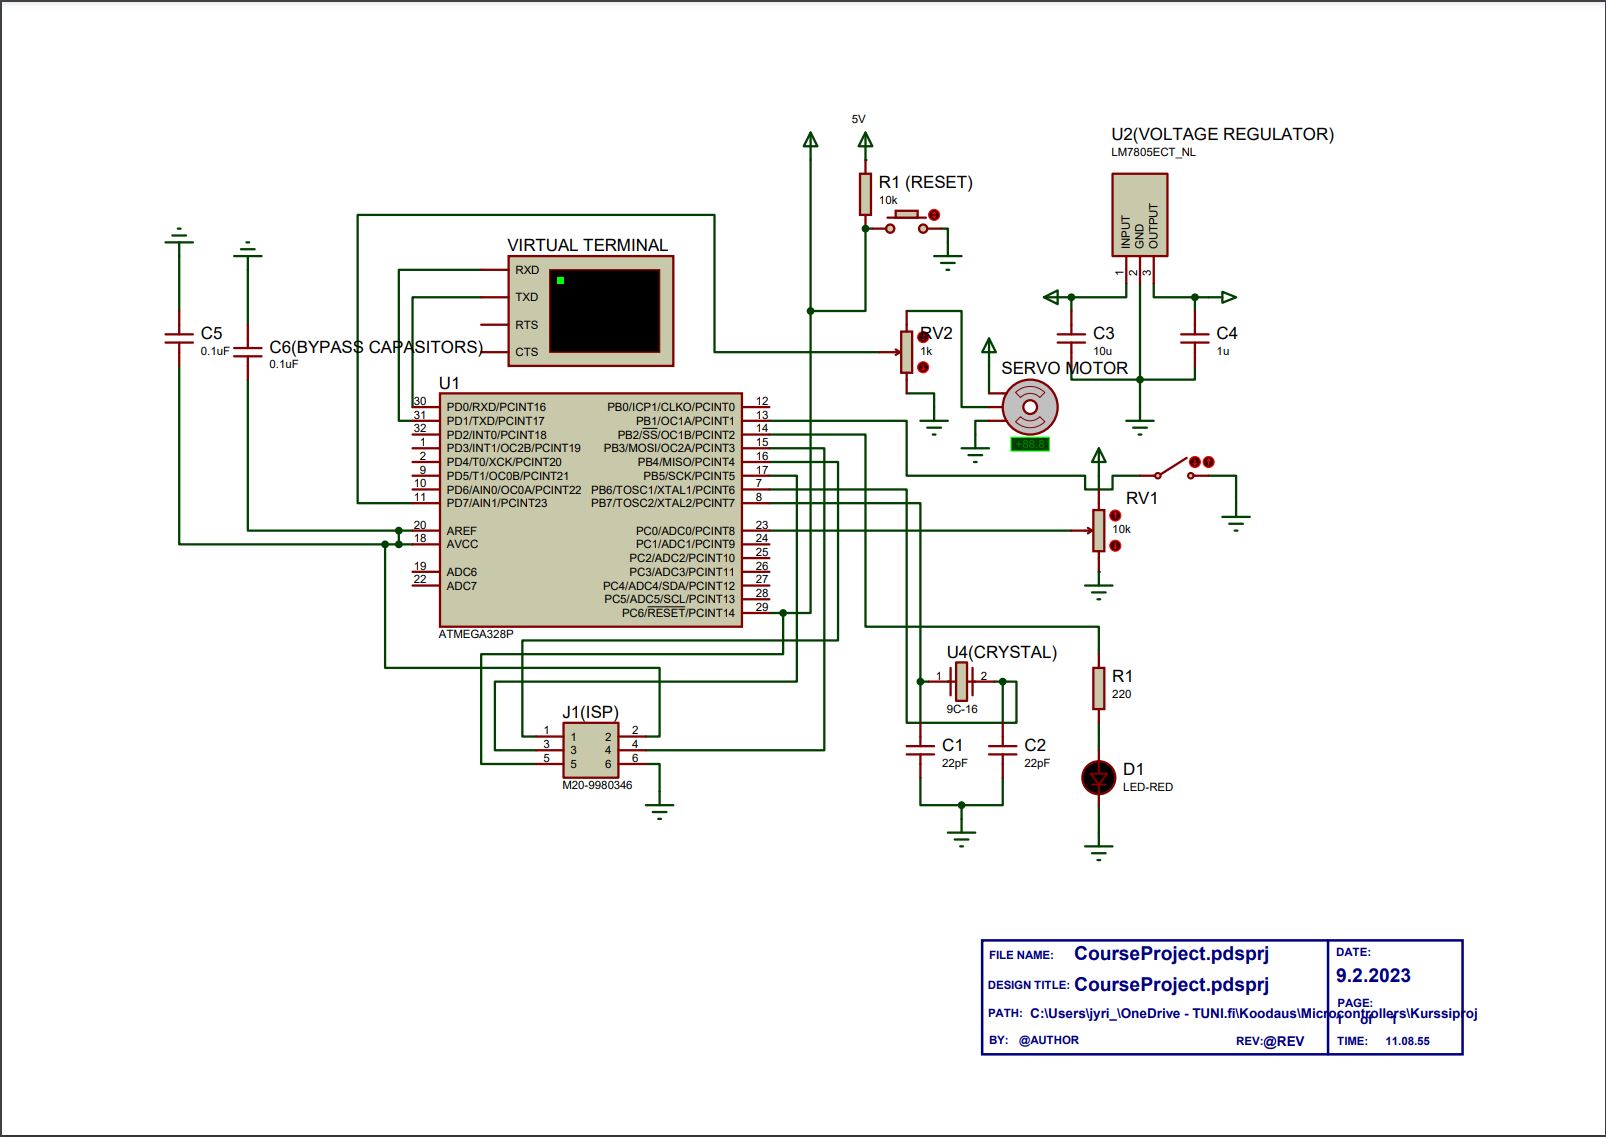 5V
U2(VOLTAGE REGULATOR)
LM7805ECT_NL
INPUT
GND
OUTPUT
1
2
3
R1 (RESET)
10k
VIRTUAL TERMINAL
RXD
TXD
RTS
CTS
C5
0.1uF
C6(BYPASS CAPASITORS)
0.1uF
RV2
1k
C3
10u
C4
1u
SERVO MOTOR
U1
30 PD0/RXD/PCINT16 PB0/ICP1/CLKO/PCINT0 12
31 PD1/TXD/PCINT17 PB1/OC1A/PCINT1 13
32 PD2/INT0/PCINT18 PB2/SS/OC1B/PCINT2 14
1 PD3/INT1/OC2B/PCINT19 PB3/MOSI/OC2A/PCINT3 15
2 PD4/T0/XCK/PCINT20 PB4/MISO/PCINT4 16
9 PD5/T1/OC0B/PCINT21 PB5/SCK/PCINT5 17
10 PD6/AIN0/OC0A/PCINT22 PB6/TOSC1/XTAL1/PCINT6 7
11 PD7/AIN1/PCINT23 PB7/TOSC2/XTAL2/PCINT7 8
20 AREF PC0/ADC0/PCINT8 23
18 AVCC PC1/ADC1/PCINT9 24
PC2/ADC2/PCINT10 25
19 ADC6 PC3/ADC3/PCINT11 26
22 ADC7 PC4/ADC4/SDA/PCINT12 27
PC5/ADC5/SCL/PCINT13 28
PC6/RESET/PCINT14 29
ATMEGA328P
RV1
10k
U4(CRYSTAL)
1 2
9C-16
R1
220
J1(ISP)
1 1 2 2
3 3 4 4
5 5 6 6
M20-9980346
C1
22pF
C2
22pF
D1
LED-RED
FILE NAME: CourseProject.pdsprj
DESIGN TITLE: CourseProject.pdsprj
PATH: C:\Users\jyri_\OneDrive - TUNI.fi\Koodaus\Microcontrollers\Kurssiproj
BY: @AUTHOR REV:@REV
DATE:
9.2.2023
PAGE:
1 of 1
TIME: 11.08.55